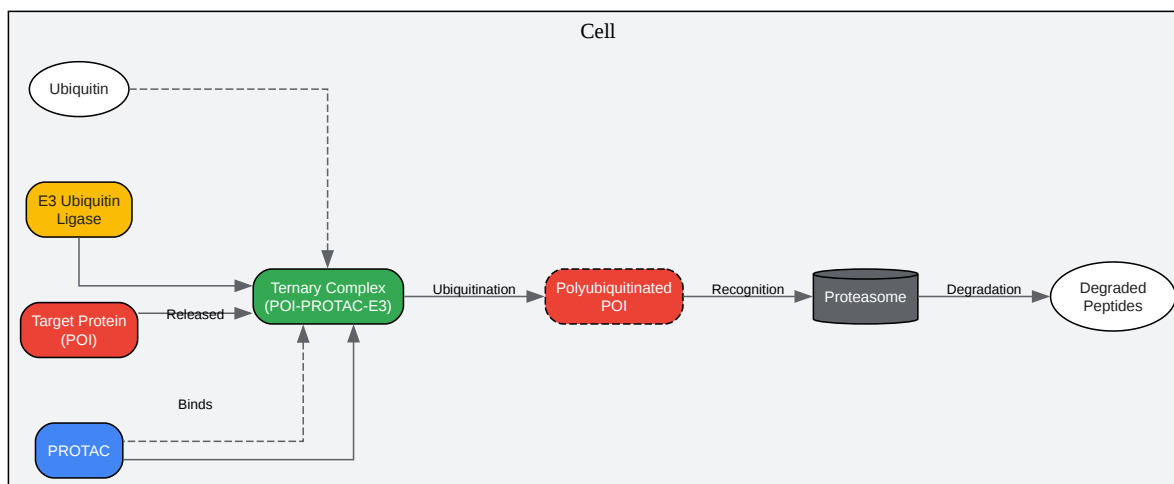 Cell
Ubiquitin
E3 Ubiquitin
Ligase
Target Protein
(POI)
Released
Binds
PROTAC
Ternary Complex
(POI-PROTAC-E3)
Ubiquitination
Polyubiquitinated
POI
Recognition
Proteasome
Degradation
Degraded
Peptides